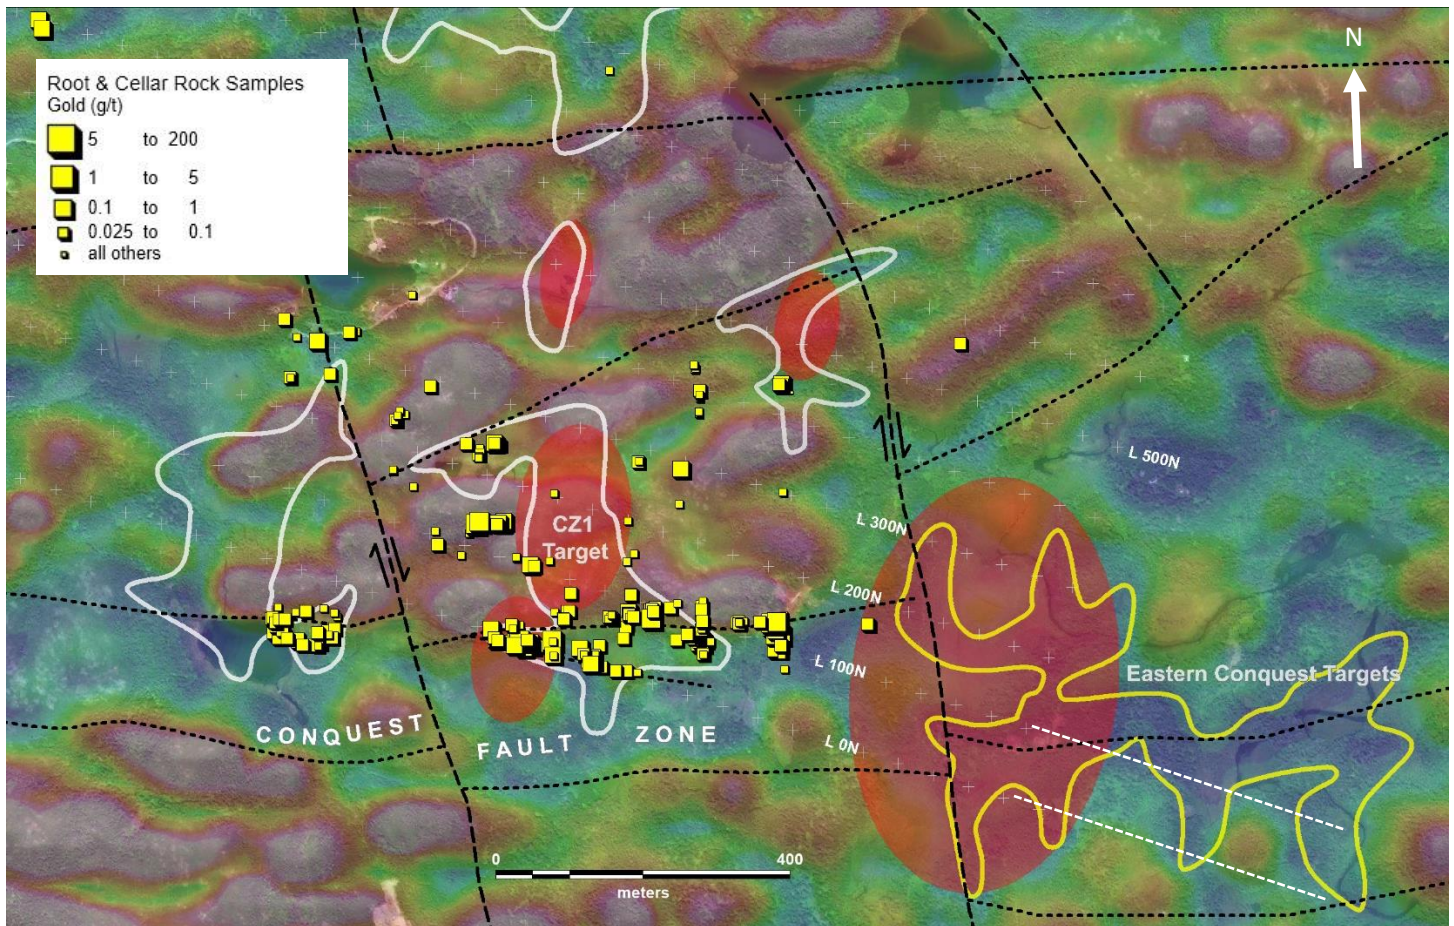 N
Root & Cellar Rock Samples
Gold (g/t)
5 to 200
1 to 5
0.1 to 1
0.025 to 0.1
all others
L 500N
CZ1
Target
L 300N
L 200N
L 100N
Eastern Conquest Targets
CONQUEST FAULT ZONE
L 0N
0 400
meters